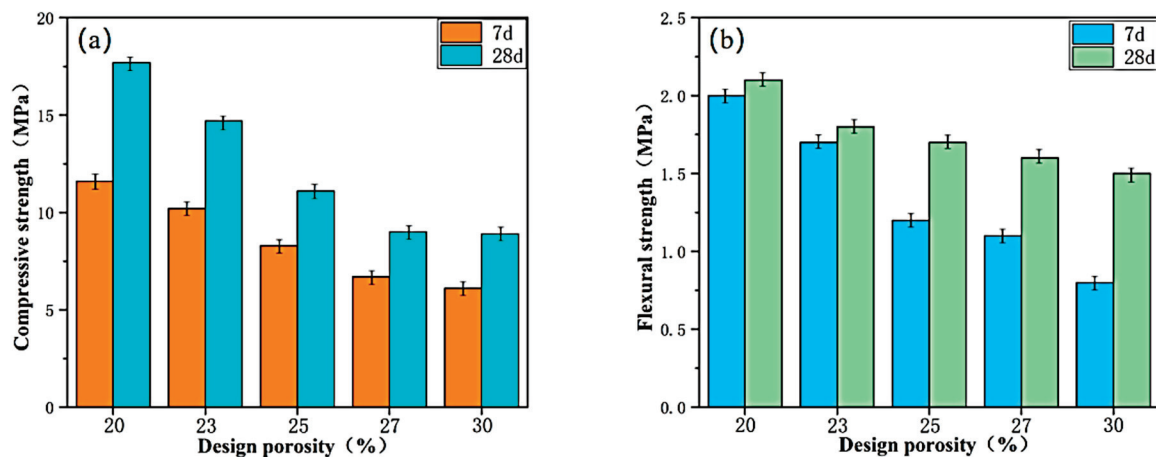 (a)
7d
28d
Compressive strength（MPa）
20
15
10
5
0
20 23 25 27 30
Design porosity（%）
(b)
7d
28d
Flexural strength（MPa）
2.5
2.0
1.5
1.0
0.5
0.0
20 23 25 27 30
Design porosity（%）